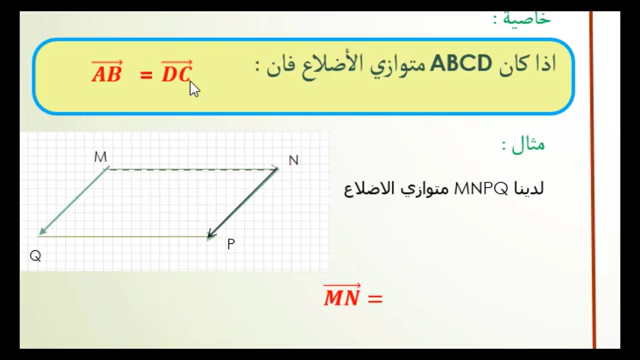 خاصية :
اذا كان ABCD متوازي الأضلاع فان :
AB = DC
مثال :
لدينا MNPQ متوازي الاضلاع
M
N
Q
P
MN =